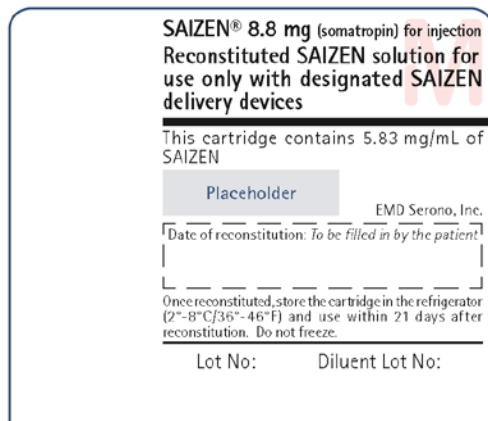 SAIZEN® 8.8 mg (somatropin) for injection
Reconstituted SAIZEN solution for
use only with designated SAIZEN
delivery devices
This cartridge contains 5.83 mg/mL of
SAIZEN
Placeholder
EMD Serono, Inc.
Date of reconstitution: To be filled in by the patient
Once reconstituted, store the cartridge in the refrigerator
(2°-8°C/36°-46°F) and use within 21 days after
reconstitution. Do not freeze.
Lot No: Diluent Lot No:
M